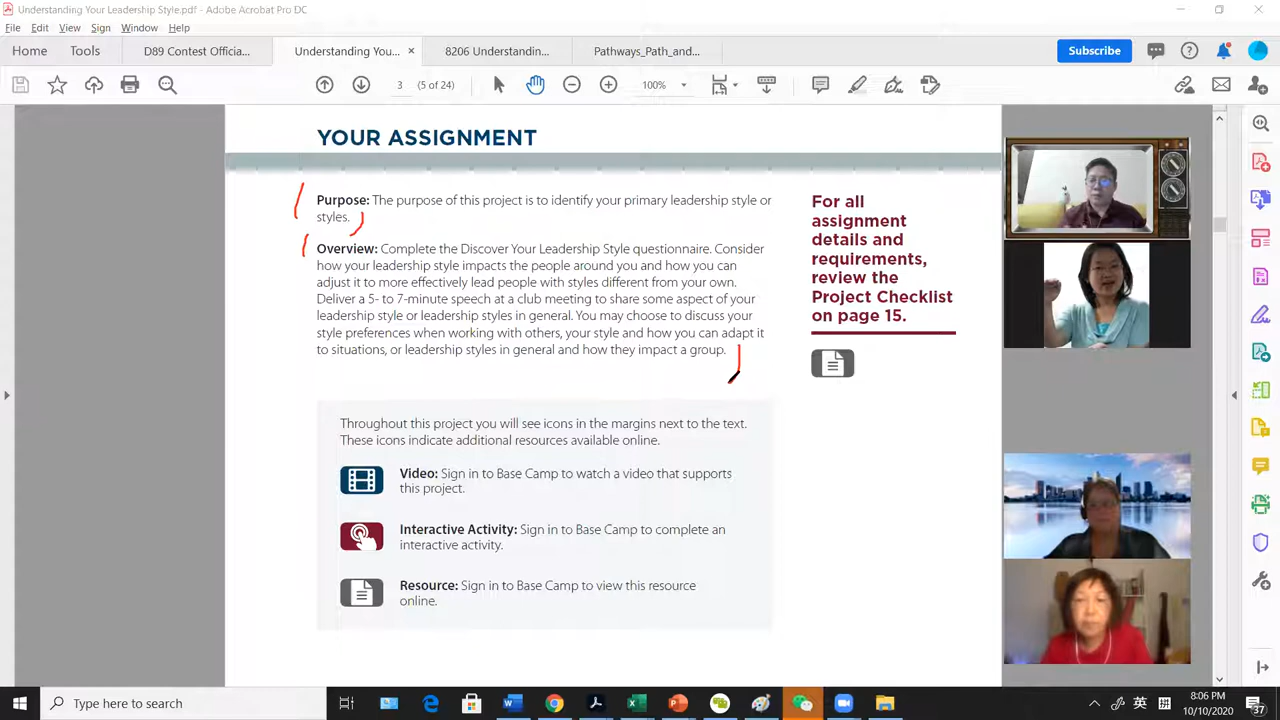 Understanding Your Leadership Style.pdf - Adobe Acrobat Pro DC
File Edit View Sign Window Help
Home Tools D89 Contest Officia... Understanding You... × 8206 Understandin... Pathways_Path_and... Subscribe
3 (5 of 24) 100%
YOUR ASSIGNMENT
Purpose: The purpose of this project is to identify your primary leadership style or
styles.
Overview: Complete the Discover Your Leadership Style questionnaire. Consider
how your leadership style impacts the people around you and how you can
adjust it to more effectively lead people with styles different from your own.
Deliver a 5- to 7-minute speech at a club meeting to share some aspect of your
leadership style or leadership styles in general. You may choose to discuss your
style preferences when working with others, your style and how you can adapt it
to situations, or leadership styles in general and how they impact a group.
For all
assignment
details and
requirements,
review the
Project Checklist
on page 15.
Throughout this project you will see icons in the margins next to the text.
These icons indicate additional resources available online.
Video: Sign in to Base Camp to watch a video that supports
this project.
Interactive Activity: Sign in to Base Camp to complete an
interactive activity.
Resource: Sign in to Base Camp to view this resource
online.
Type here to search
英 拼
8:06 PM
10/10/2020
37